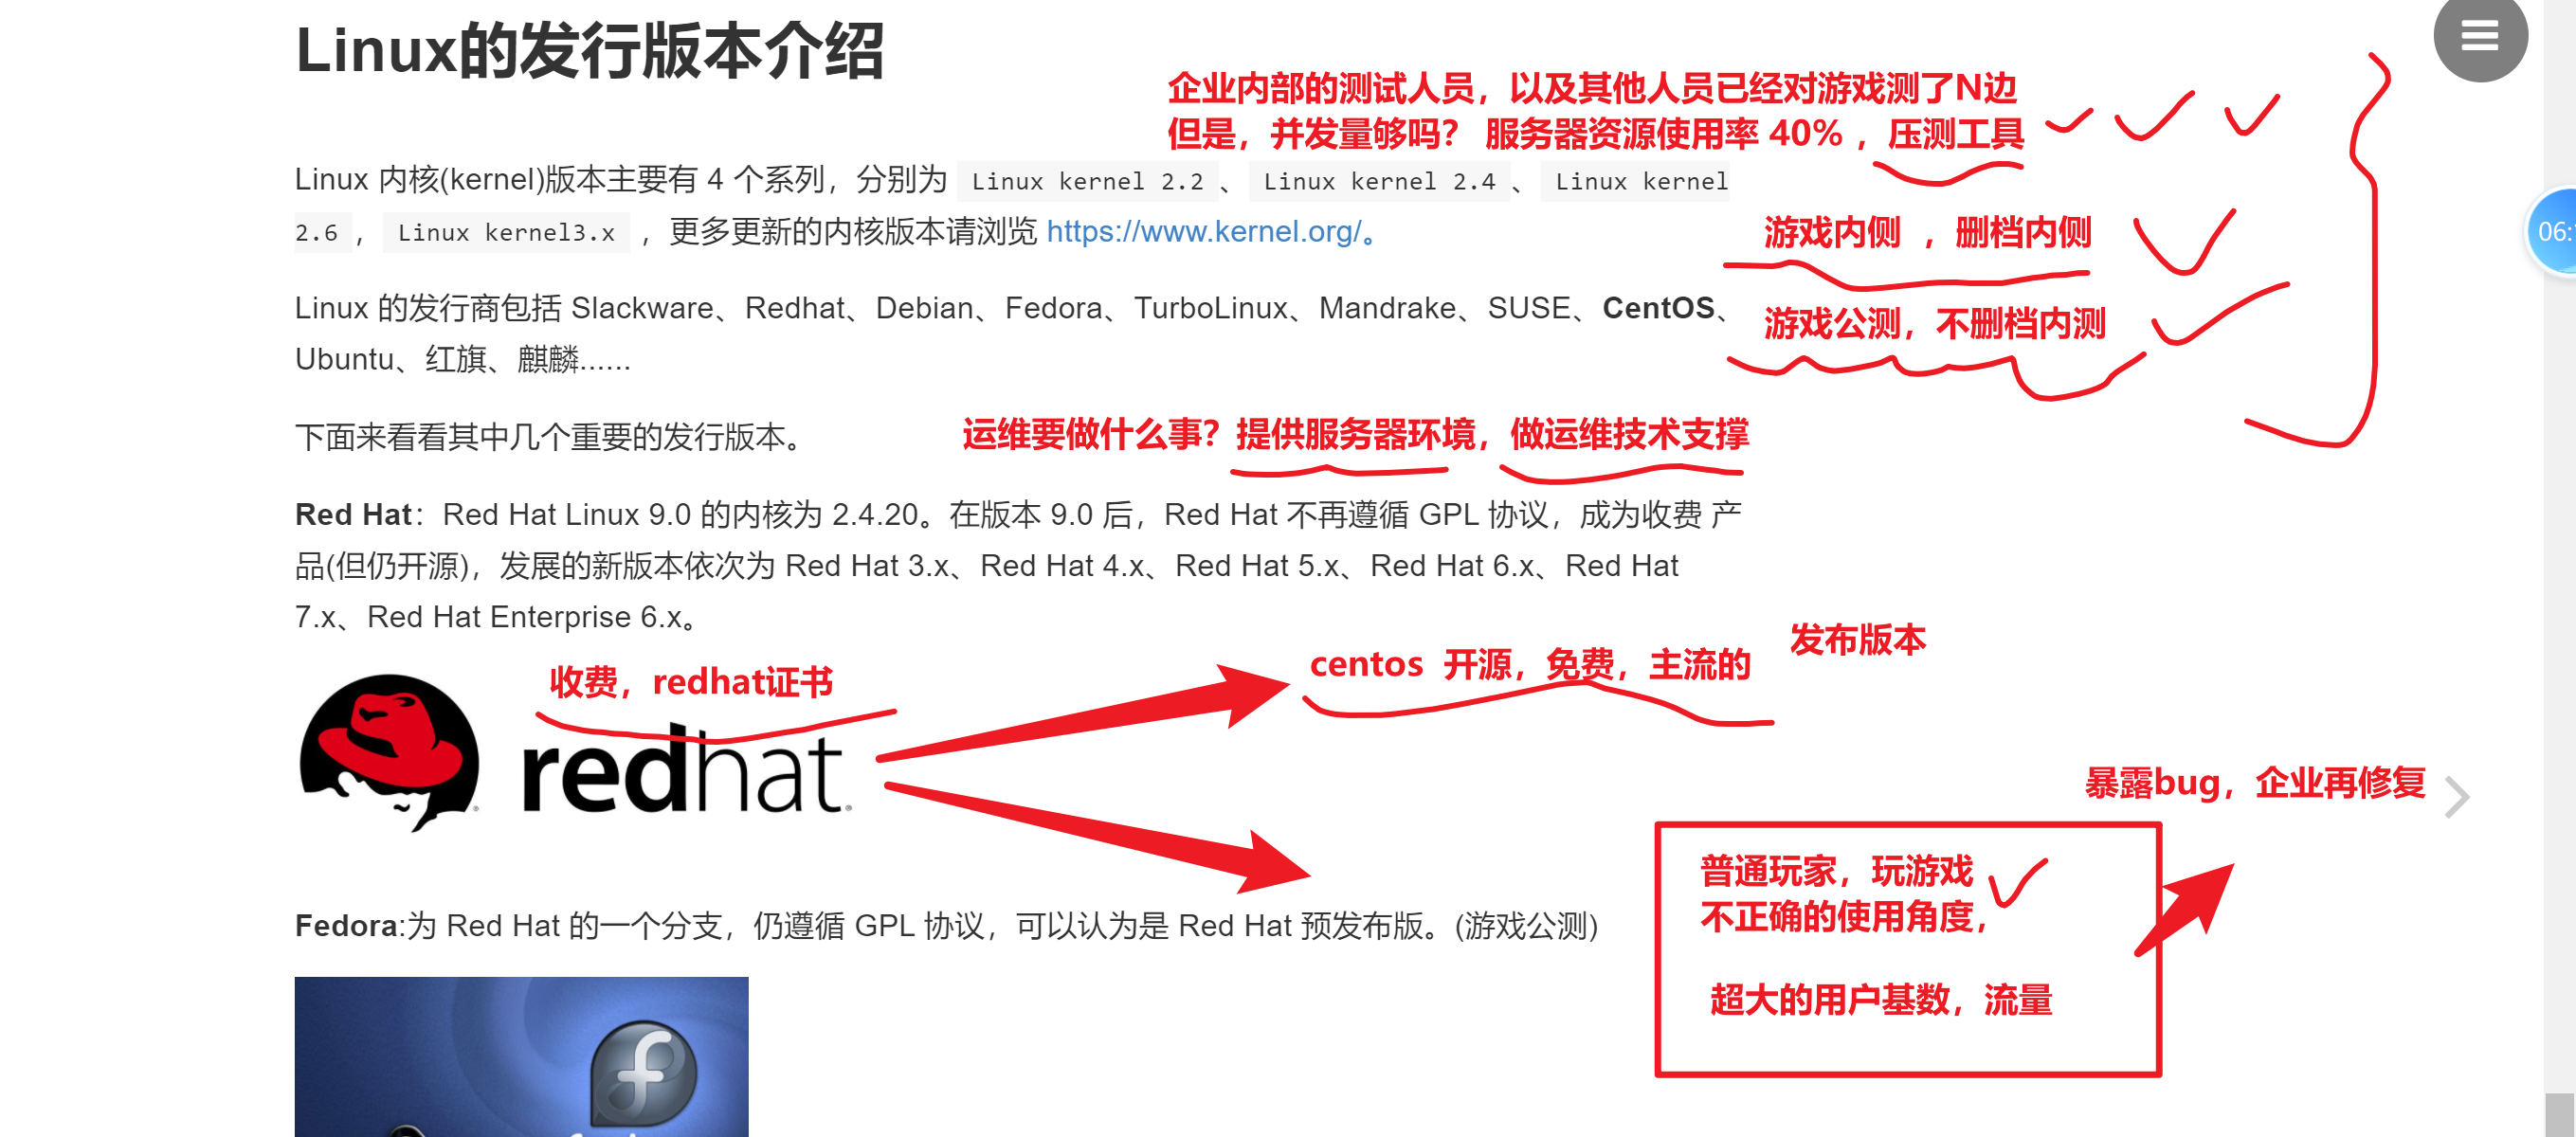 Linux的发行版本介绍
企业内部的测试人员，以及其他人员已经对游戏测了N边
但是，并发量够吗？ 服务器资源使用率 40% ，压测工具
Linux 内核(kernel)版本主要有 4 个系列，分别为 Linux kernel 2.2 、 Linux kernel 2.4 、 Linux kernel
2.6 ， Linux kernel3.x ，更多更新的内核版本请浏览 https://www.kernel.org/。
游戏内侧 ，删档内侧
06:
Linux 的发行商包括 Slackware、Redhat、Debian、Fedora、TurboLinux、Mandrake、SUSE、CentOS、
游戏公测，不删档内测
Ubuntu、红旗、麒麟......
下面来看看其中几个重要的发行版本。
运维要做什么事？提供服务器环境，做运维技术支撑
Red Hat：Red Hat Linux 9.0 的内核为 2.4.20。在版本 9.0 后，Red Hat 不再遵循 GPL 协议，成为收费 产
品(但仍开源)，发展的新版本依次为 Red Hat 3.x、Red Hat 4.x、Red Hat 5.x、Red Hat 6.x、Red Hat
7.x、Red Hat Enterprise 6.x。
发布版本
centos 开源，免费，主流的
收费，redhat证书
redhat
暴露bug，企业再修复
普通玩家，玩游戏
不正确的使用角度，
Fedora:为 Red Hat 的一个分支，仍遵循 GPL 协议，可以认为是 Red Hat 预发布版。(游戏公测)
超大的用户基数，流量